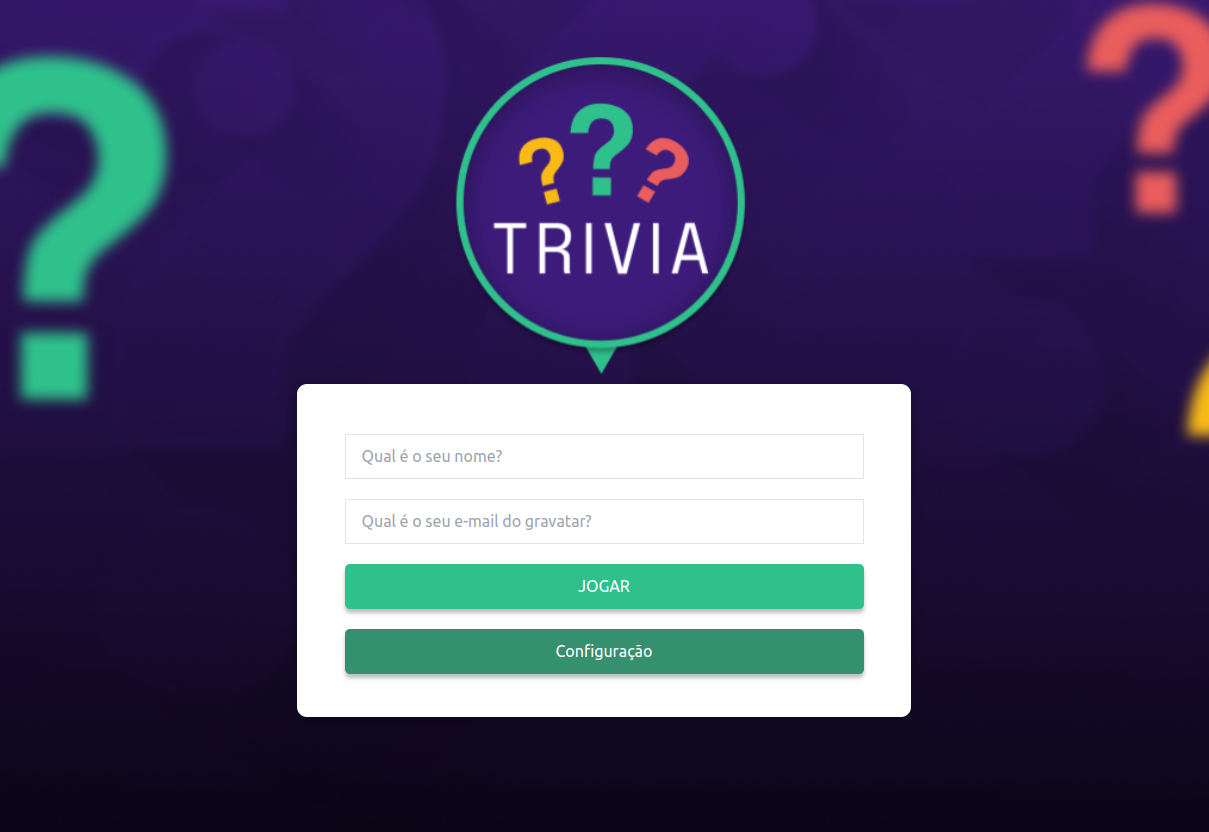 ? ? ?
TRIVIA
Qual é o seu nome?
Qual é o seu e-mail do gravatar?
JOGAR
Configuração